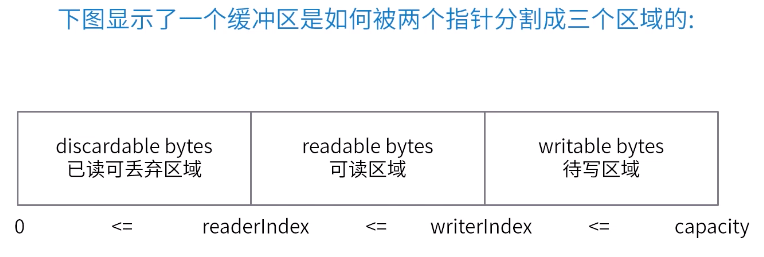 下图显示了一个缓冲区是如何被两个指针分割成三个区域的:
discardable bytes readable bytes writable bytes
已读可丢弃区域 可读区域 待写区域
0 <= readerIndex <= writerIndex <= capacity